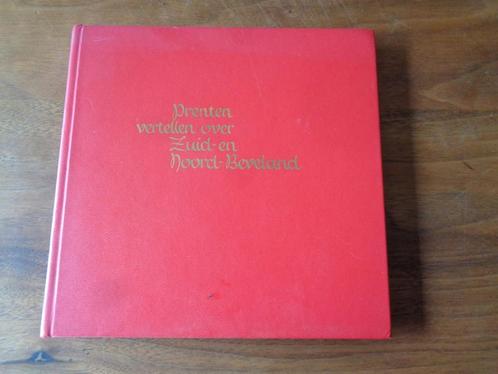 Prenten
vertellen over
Zuid- en
Noord-Beveland